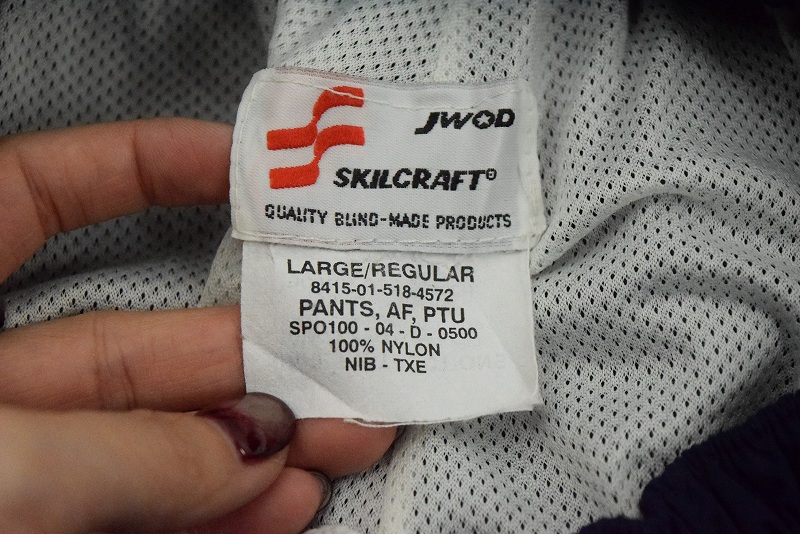 JWOD
SKILCRAFT®
QUALITY BLIND-MADE PRODUCTS
LARGE/REGULAR
8415-01-518-4572
PANTS, AF, PTU
SPO100 - 04 - D - 0500
100% NYLON
NIB - TXE